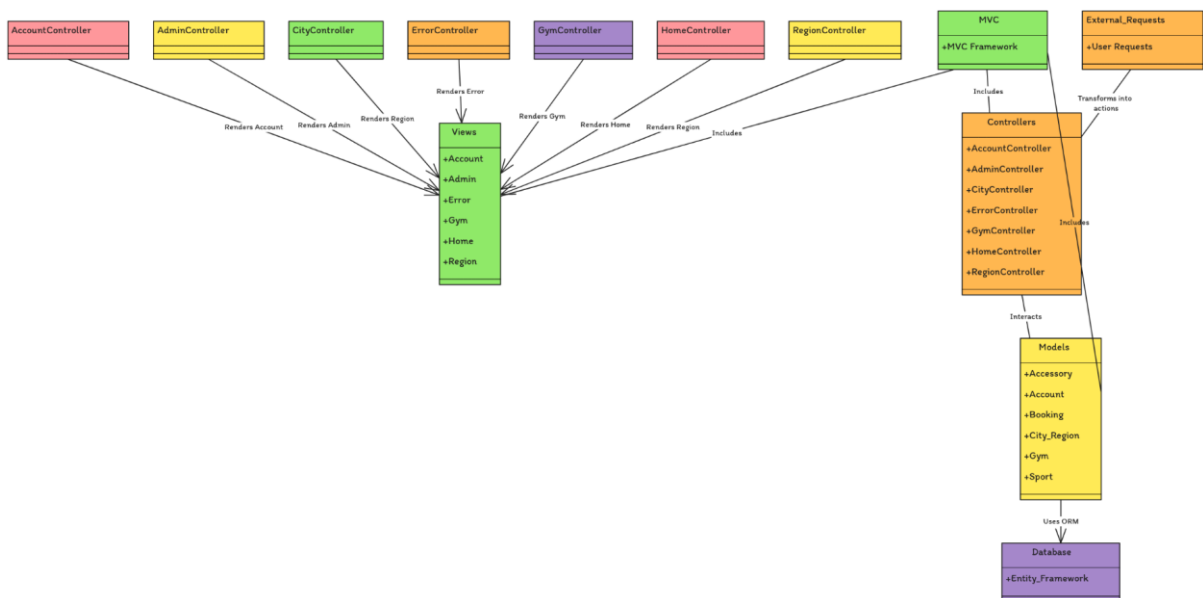 AccountController
AdminController
CityController
ErrorController
GymController
HomeController
RegionController
MVC
+MVC Framework
External_Requests
+User Requests
Renders Account
Renders Admin
Renders Region
Renders Error
Renders Gym
Renders Home
Renders Region
Includes
Includes
Transforms into
actions
Views
+Account
+Admin
+Error
+Gym
+Home
+Region
Controllers
+AccountController
+AdminController
+CityController
+ErrorController
+GymController
+HomeController
+RegionController
Includes
Interacts
Models
+Accessory
+Account
+Booking
+City_Region
+Gym
+Sport
Uses ORM
Database
+Entity_Framework